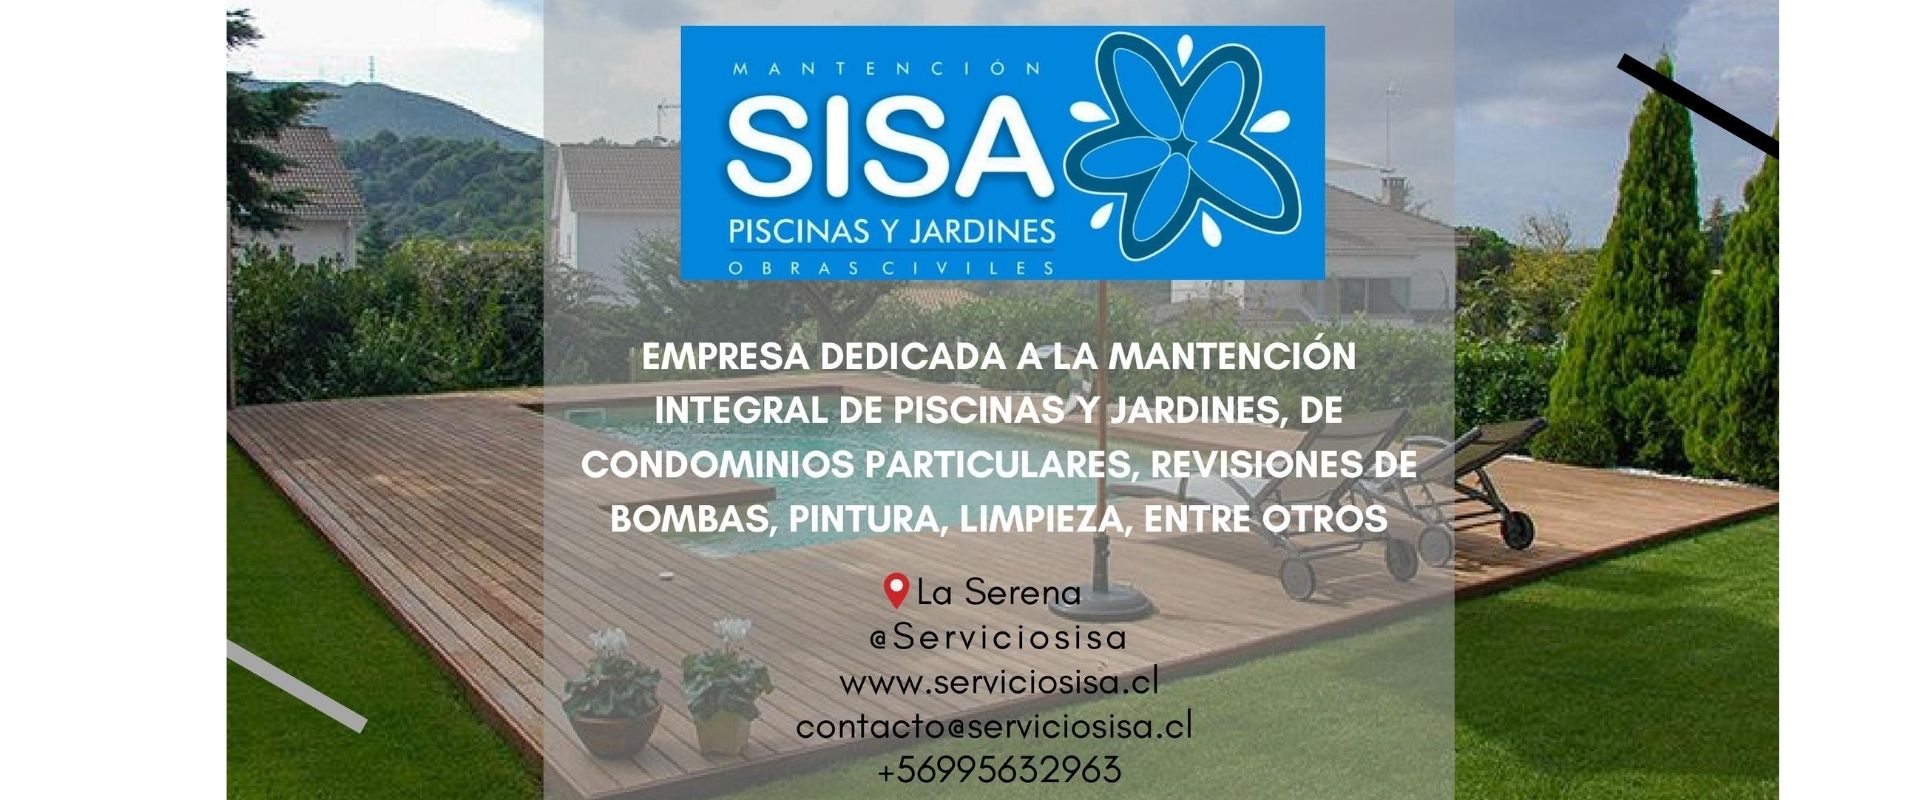 MANTENCIÓN
SISA
PISCINAS Y JARDINES
OBRAS CIVILES
EMPRESA DEDICADA A LA MANTENCIÓN
INTEGRAL DE PISCINAS Y JARDINES, DE
CONDOMINIOS PARTICULARES, REVISIONES DE
BOMBAS, PINTURA, LIMPIEZA, ENTRE OTROS
La Serena
@Serviciosisa
www.serviciosisa.cl
contacto@serviciosisa.cl
+56995632963